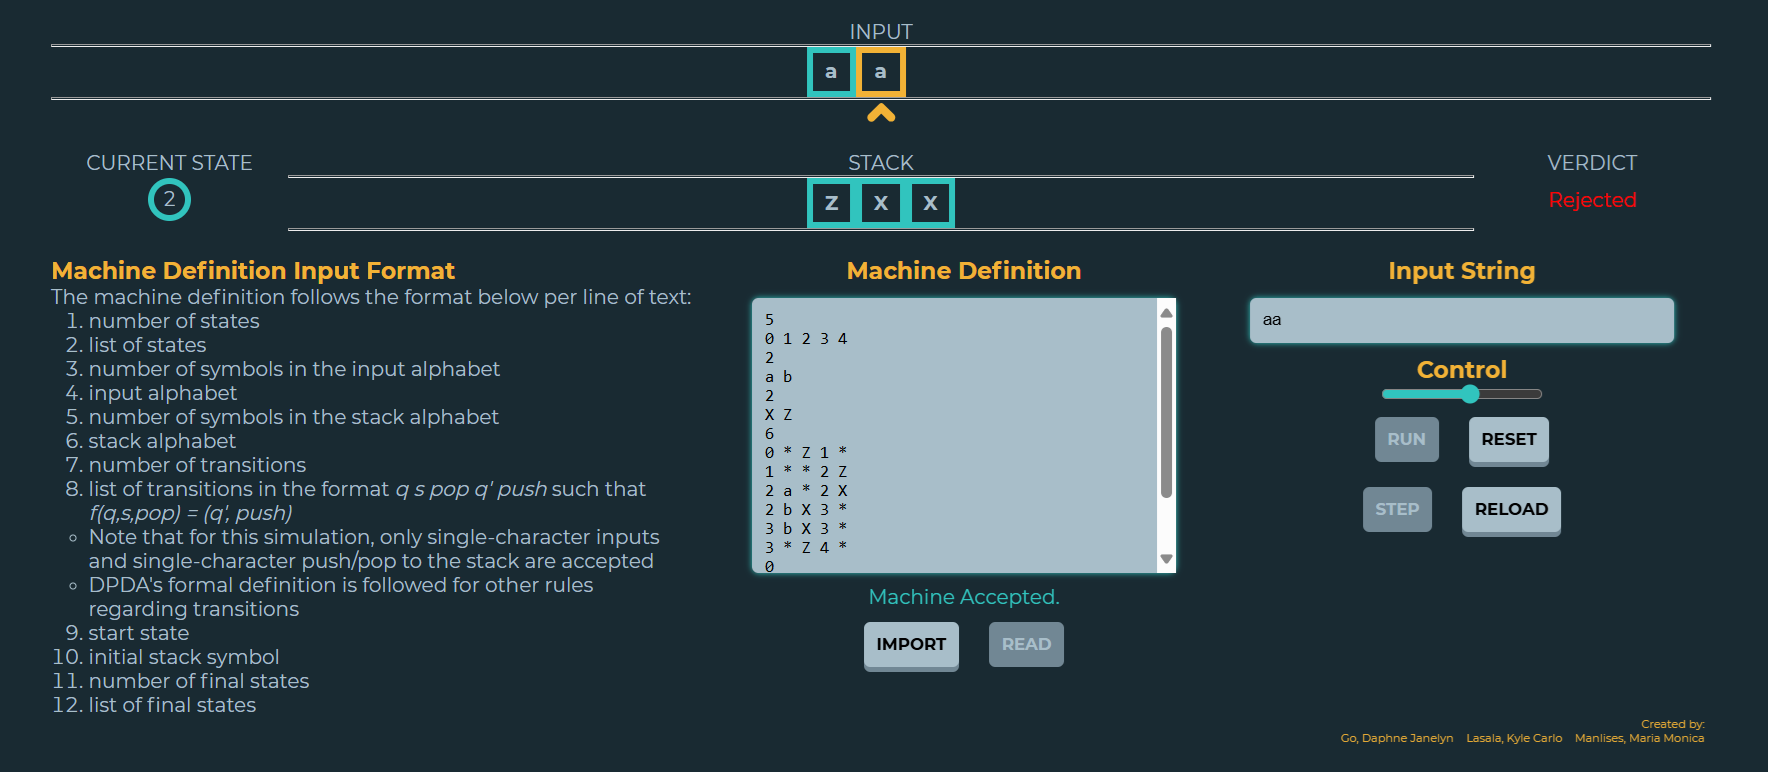 INPUT
a a
CURRENT STATE
STACK
VERDICT
2
Z X X
Rejected
Machine Definition Input Format
The machine definition follows the format below per line of text:
1. number of states
2. list of states
3. number of symbols in the input alphabet
4. input alphabet
5. number of symbols in the stack alphabet
6. stack alphabet
7. number of transitions
8. list of transitions in the format q s pop q' push such that
f(q,s,pop) = (q', push)
Note that for this simulation, only single-character inputs
and single-character push/pop to the stack are accepted
DPDA's formal definition is followed for other rules
regarding transitions
9. start state
10. initial stack symbol
11. number of final states
12. list of final states
Machine Definition
5
0 1 2 3 4
2
a b
2
X Z
6
0 * Z 1 *
1 * * 2 Z
2 a * 2 X
2 b X 3 *
3 b X 3 *
3 * Z 4 *
0
Machine Accepted.
IMPORT
READ
Input String
aa
Control
RUN
RESET
STEP
RELOAD
Created by:
Go, Daphne Janelyn Lasala, Kyle Carlo Manlises, Maria Monica